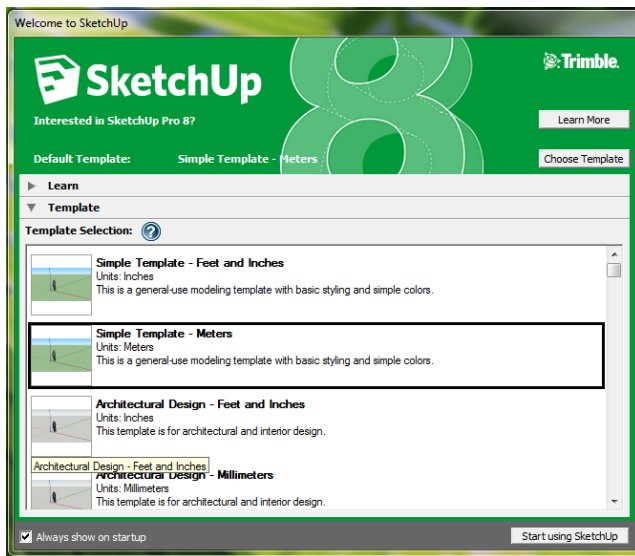 Welcome to SketchUp
SketchUp
8
Trimble.
Interested in SketchUp Pro 8?
Learn More
Default Template: Simple Template - Meters
Choose Template
Learn
Template
Template Selection: ?
Simple Template - Feet and Inches
Units: Inches
This is a general-use modeling template with basic styling and simple colors.
Simple Template - Meters
Units: Meters
This is a general-use modeling template with basic styling and simple colors.
Architectural Design - Feet and Inches
Units: Inches
This template is for architectural and interior design.
Architectural Design - Feet and Inches
Architectural Design - Millimeters
Units: Millimeters
This template is for architectural and interior design.
Always show on startup
Start using SketchUp